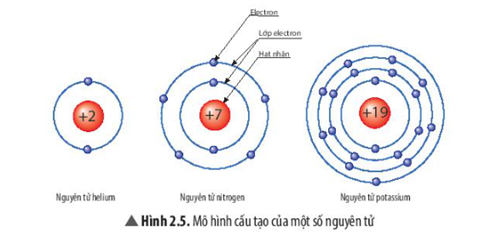 Electron
Lớp electron
Hạt nhân
+2
+7
+19
Nguyên tử helium
Nguyên tử nitrogen
Nguyên tử potassium
▲ Hình 2.5. Mô hình cấu tạo của một số nguyên tử